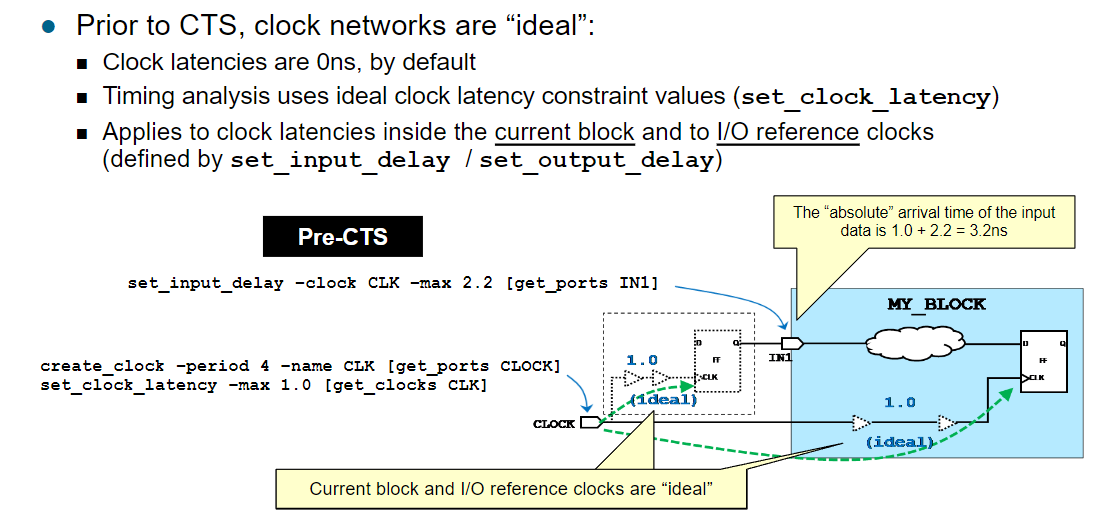 Prior to CTS, clock networks are “ideal”:
Clock latencies are 0ns, by default
Timing analysis uses ideal clock latency constraint values (set_clock_latency)
Applies to clock latencies inside the current block and to I/O reference clocks
(defined by set_input_delay / set_output_delay)
The “absolute” arrival time of the input
data is 1.0 + 2.2 = 3.2ns
Pre-CTS
set_input_delay –clock CLK –max 2.2 [get_ports IN1]
MY_BLOCK
D Q
FF
CLK
IN1
D Q
FF
CLK
1.0
(ideal)
create_clock –period 4 –name CLK [get_ports CLOCK]
set_clock_latency –max 1.0 [get_clocks CLK]
CLOCK
1.0
(ideal)
Current block and I/O reference clocks are “ideal”